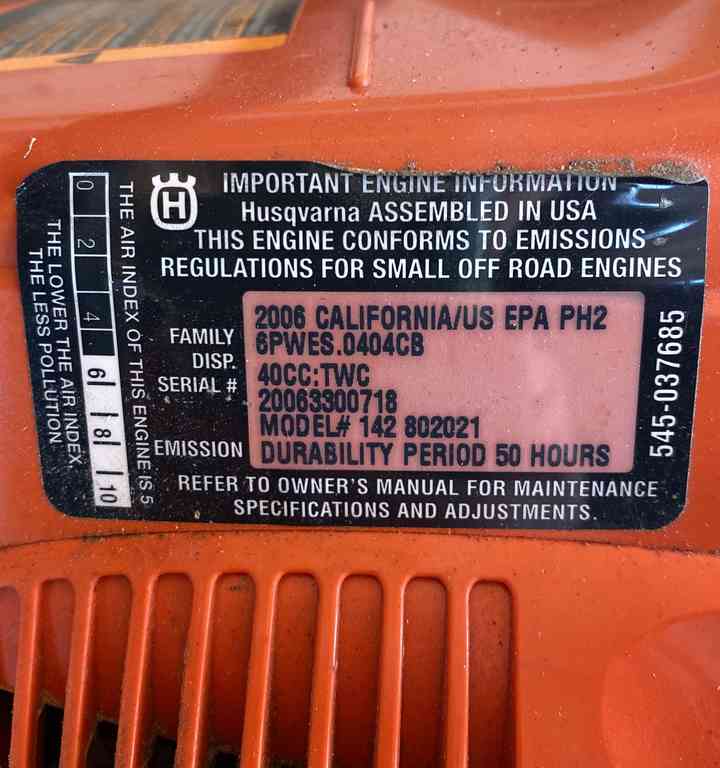 IMPORTANT ENGINE INFORMATION
Husqvarna ASSEMBLED IN USA
THIS ENGINE CONFORMS TO EMISSIONS
REGULATIONS FOR SMALL OFF ROAD ENGINES
2006 CALIFORNIA/US EPA PH2
FAMILY 6PWES.0404CB
DISP. 40CC:TWC
SERIAL # 20063300718
MODEL# 142 802021
EMISSION DURABILITY PERIOD 50 HOURS
REFER TO OWNER'S MANUAL FOR MAINTENANCE
SPECIFICATIONS AND ADJUSTMENTS.
545-037685
THE AIR INDEX OF THIS ENGINE IS 5
0 2 4 6 8 10
THE LOWER THE AIR INDEX,
THE LESS POLLUTION.
H